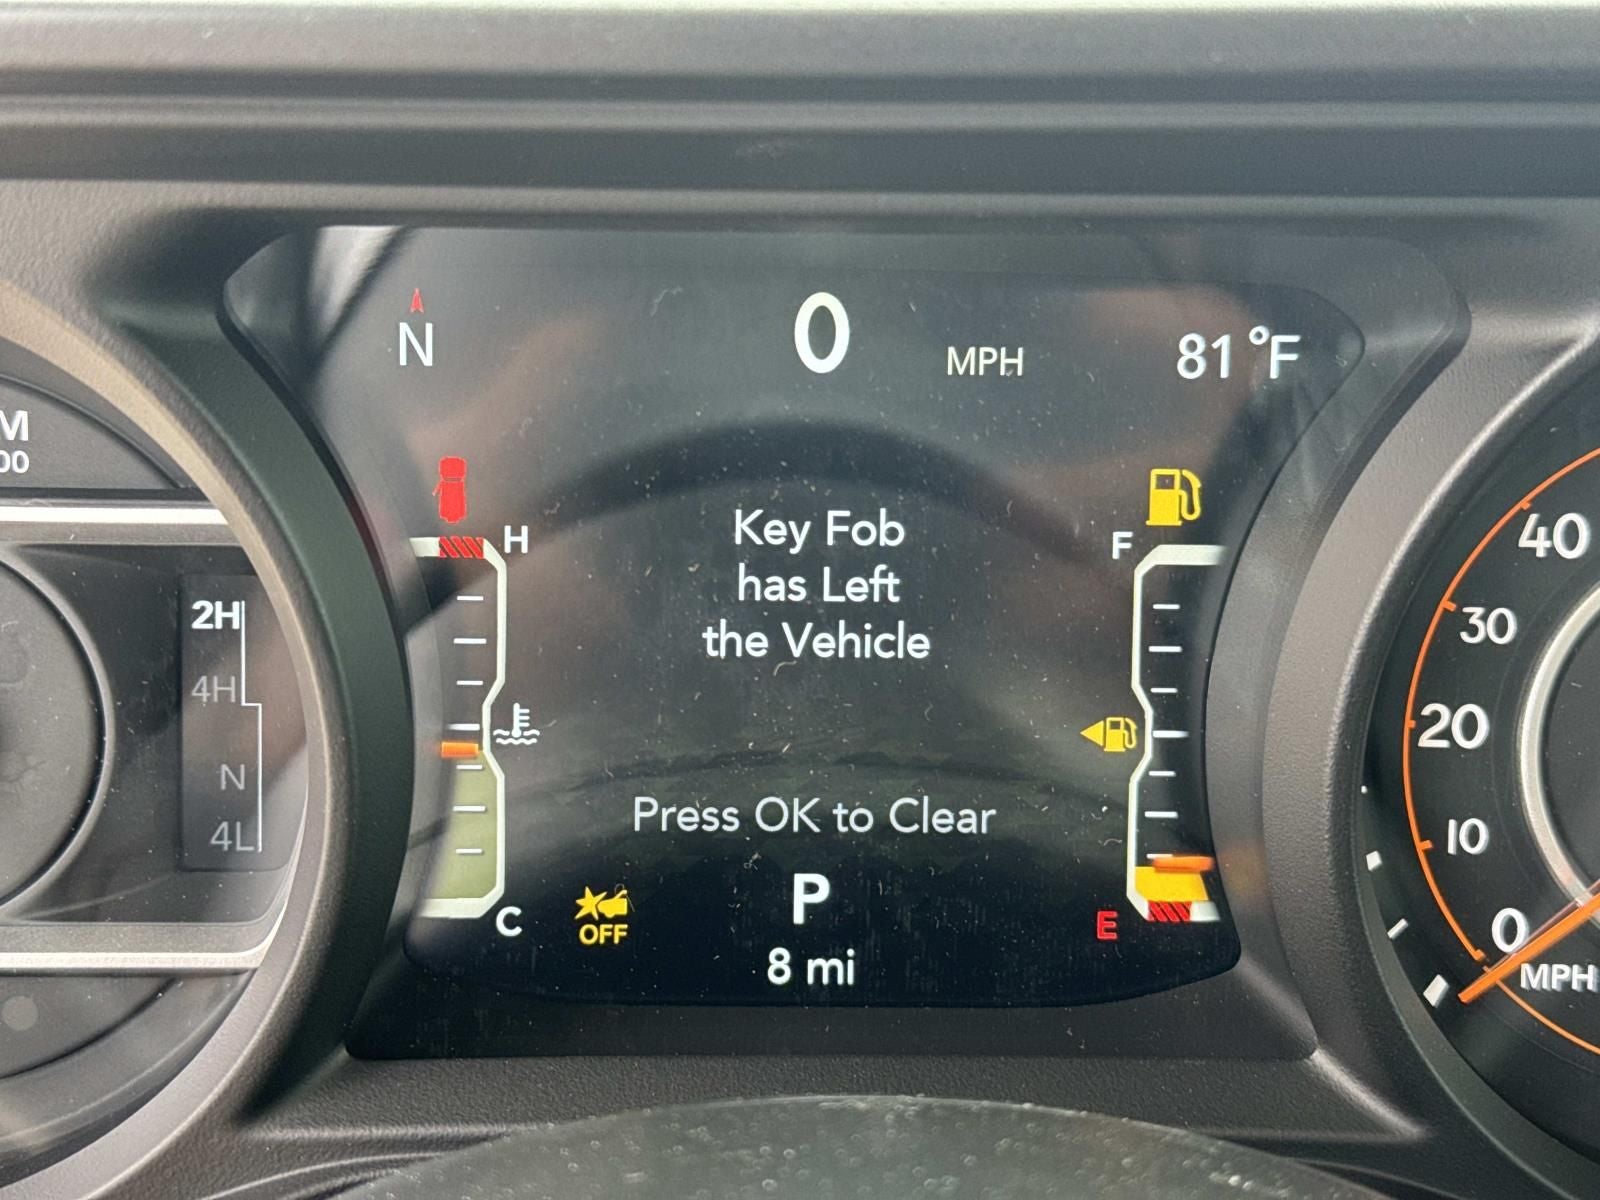 N
0 MPH
81°F
M
00
H
F
Key Fob
has Left
the Vehicle
2H
4H
N
4L
40
30
20
10
0
MPH
Press OK to Clear
C
E
OFF
P
8 mi